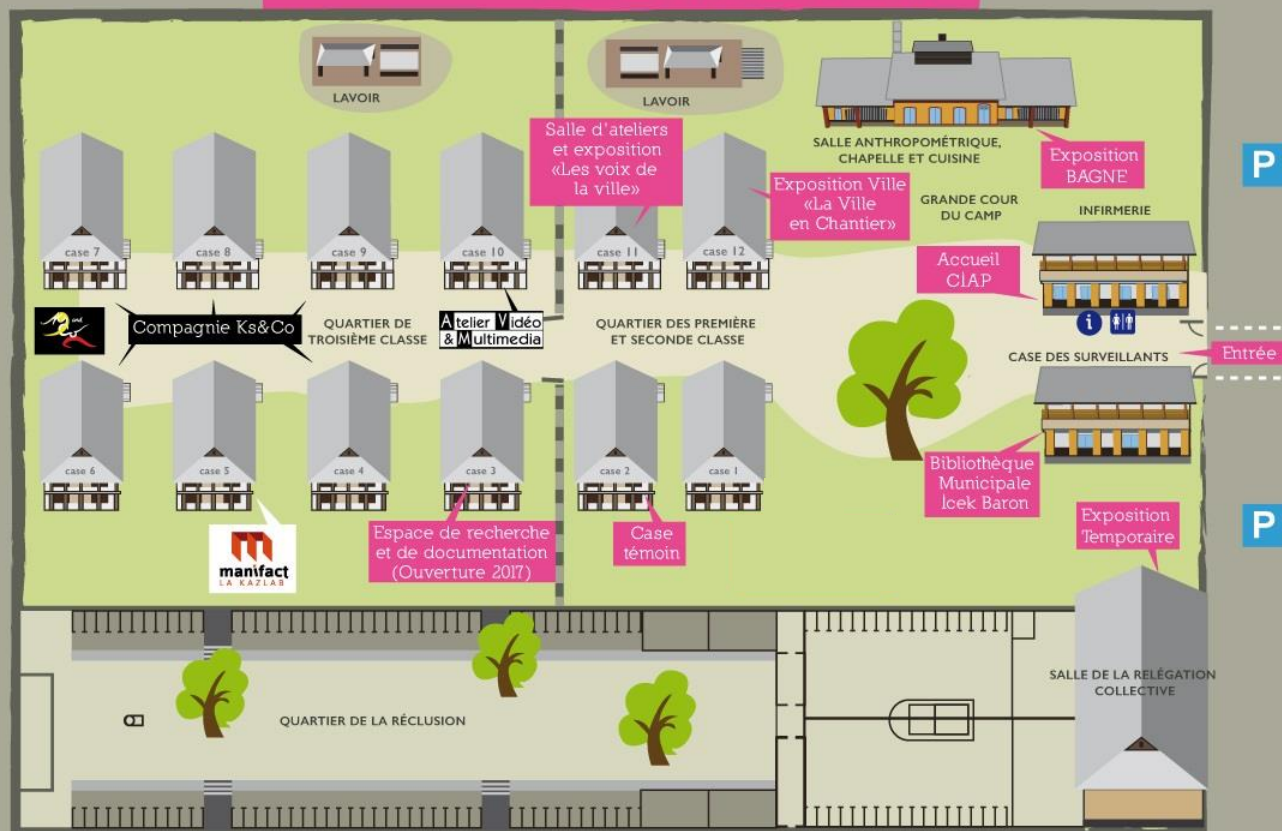 LAVOIR
LAVOIR
Salle d'ateliers
et exposition
«Les voix de
la ville»
SALLE ANTHROPOMÉTRIQUE,
CHAPELLE ET CUISINE
Exposition
BAGNE
P
Exposition Ville
«La Ville
en Chantier»
GRANDE COUR
DU CAMP
INFIRMERIE
case 7
case 8
case 9
case 10
case 11
case 12
Accueil
CİAP
Compagnie Ks&Co
QUARTIER DE
TROISIÈME CLASSE
Atelier Vidéo
& Multimedia
QUARTIER DES PREMIÈRE
ET SECONDE CLASSE
i
CASE DES SURVEILLANTS
Entrée
case 6
case 5
case 4
case 3
case 2
case 1
Bibliothèque
Municipale
İcek Baron
manifact
LA KAZLAB
Espace de recherche
et de documentation
(Ouverture 2017)
Case
témoin
Exposition
Temporaire
P
SALLE DE LA RELÉGATION
COLLECTIVE
QUARTIER DE LA RÉCLUSION